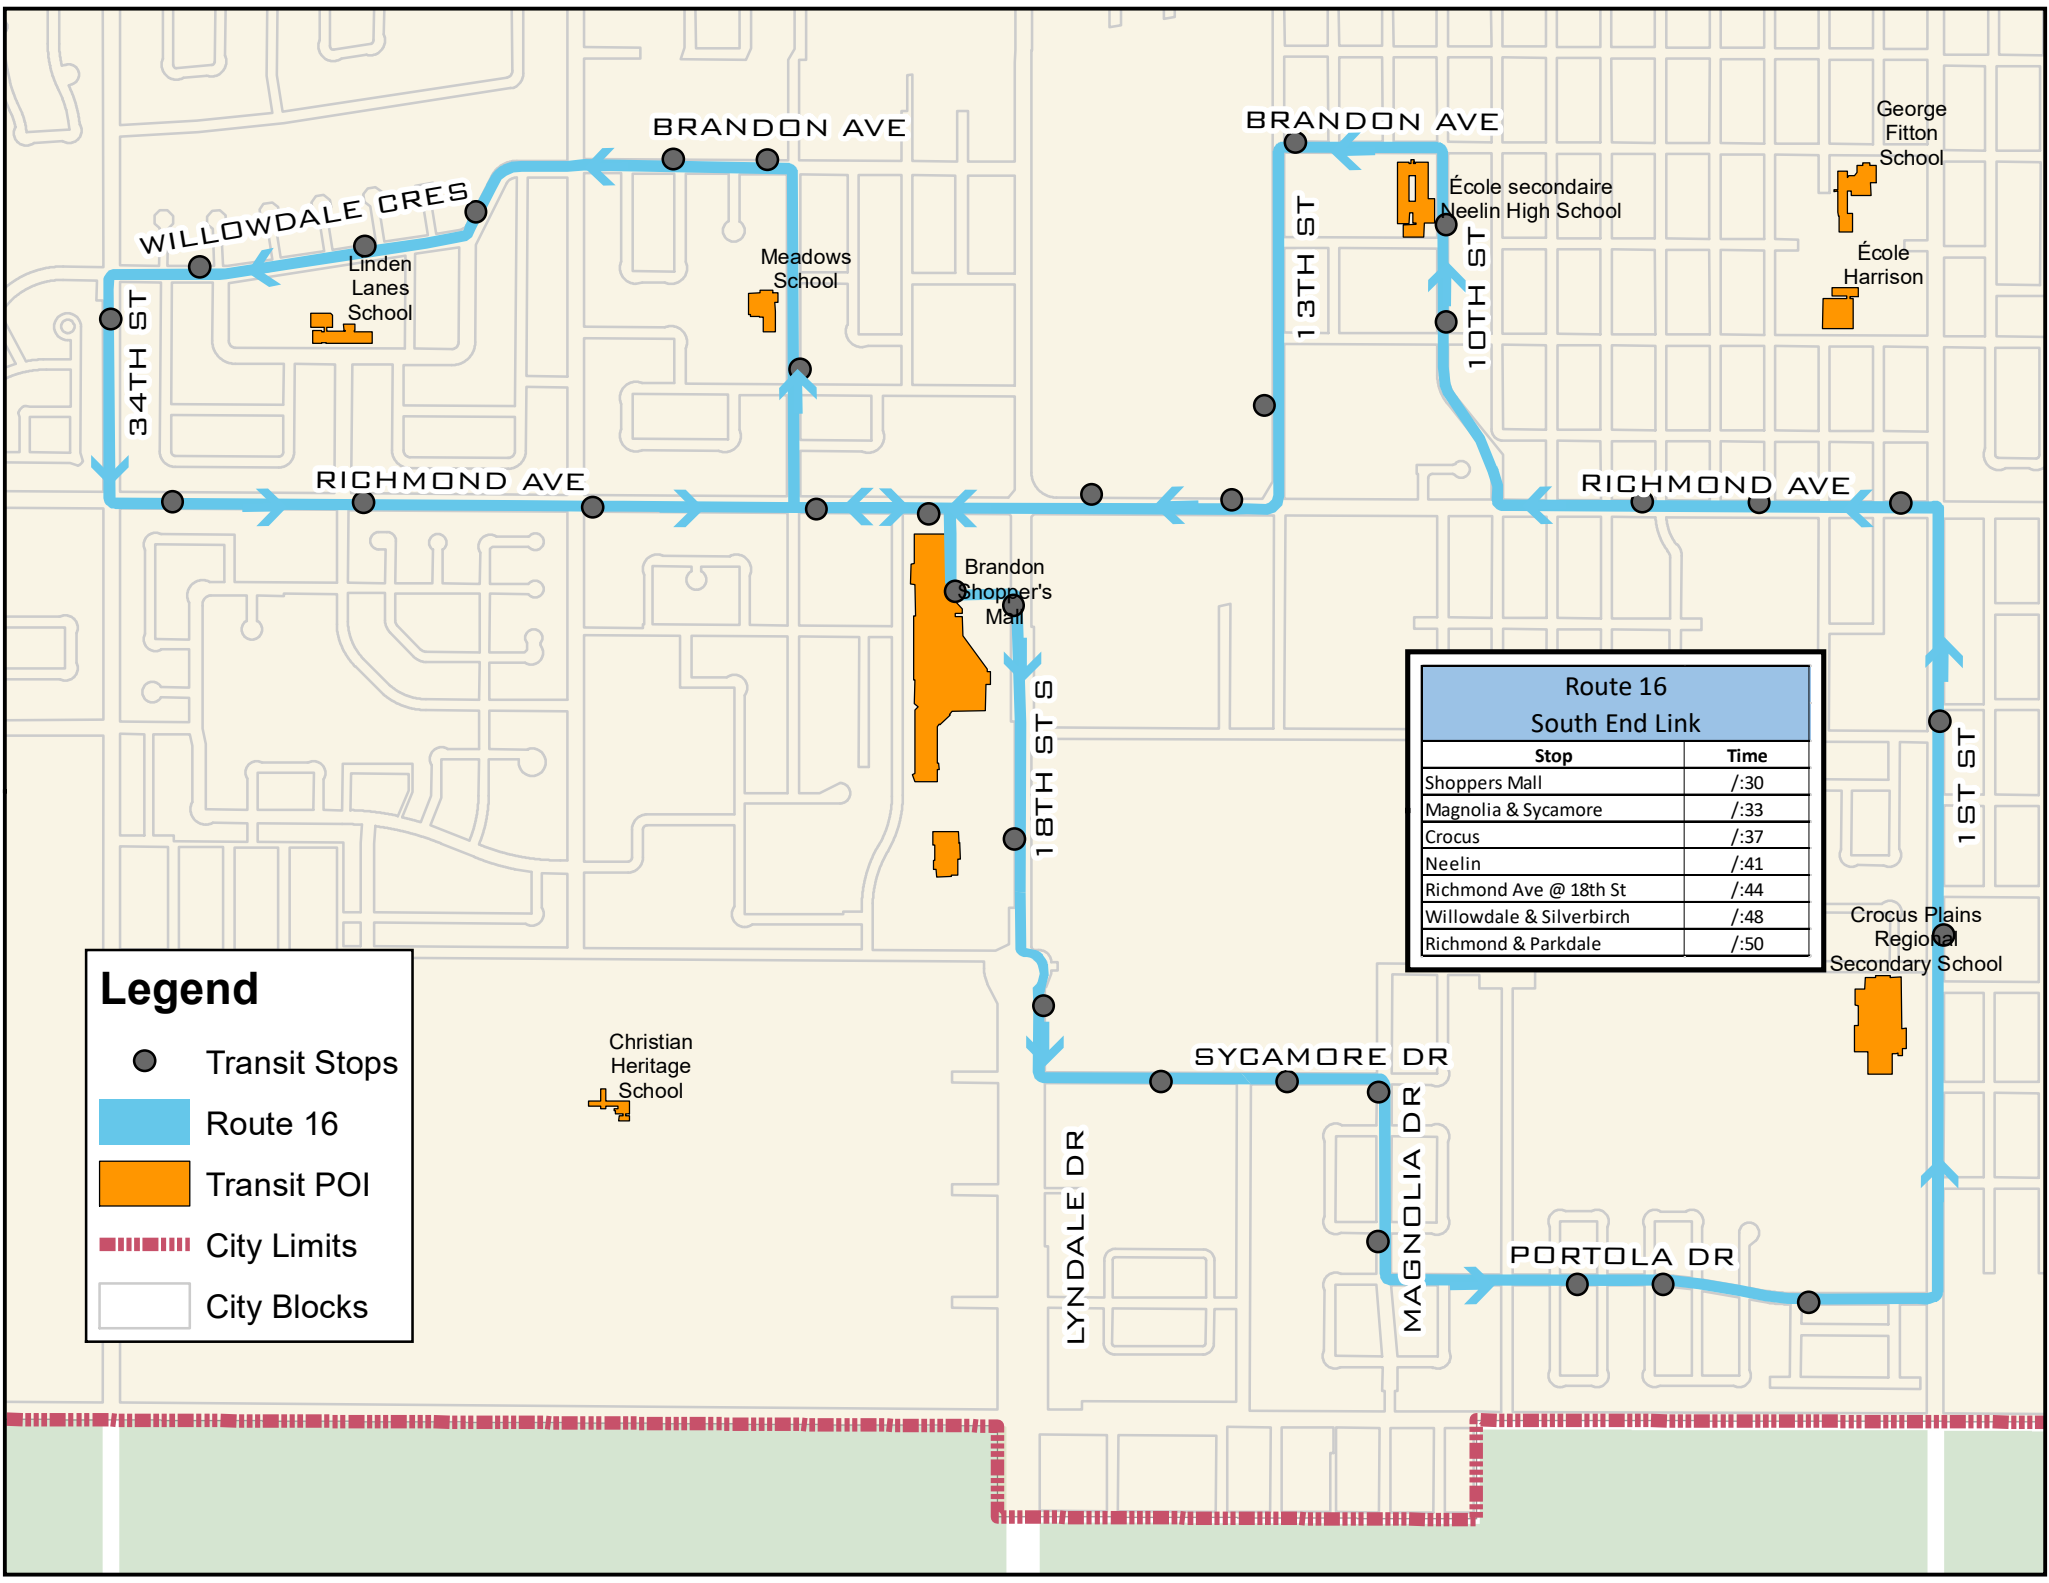 BRANDON AVE
BRANDON AVE
George
Fitton
School
École secondaire
Neelin High School
WILLOWDALE CRES
13TH ST
10TH ST
École
Harrison
Meadows
School
Linden
Lanes
School
34TH ST
RICHMOND AVE
RICHMOND AVE
Brandon
Shopper's
Mall
18TH ST S
1ST ST
Route 16
South End Link
Stop Time
Shoppers Mall /:30
Magnolia & Sycamore /:33
Crocus /:37
Neelin /:41
Richmond Ave @ 18th St /:44
Willowdale & Silverbirch /:48
Richmond & Parkdale /:50
Crocus Plains
Regional
Secondary School
Christian
Heritage
School
SYCAMORE DR
MAGNOLIA DR
LYNDALE DR
PORTOLA DR
Legend
Transit Stops
Route 16
Transit POI
City Limits
City Blocks